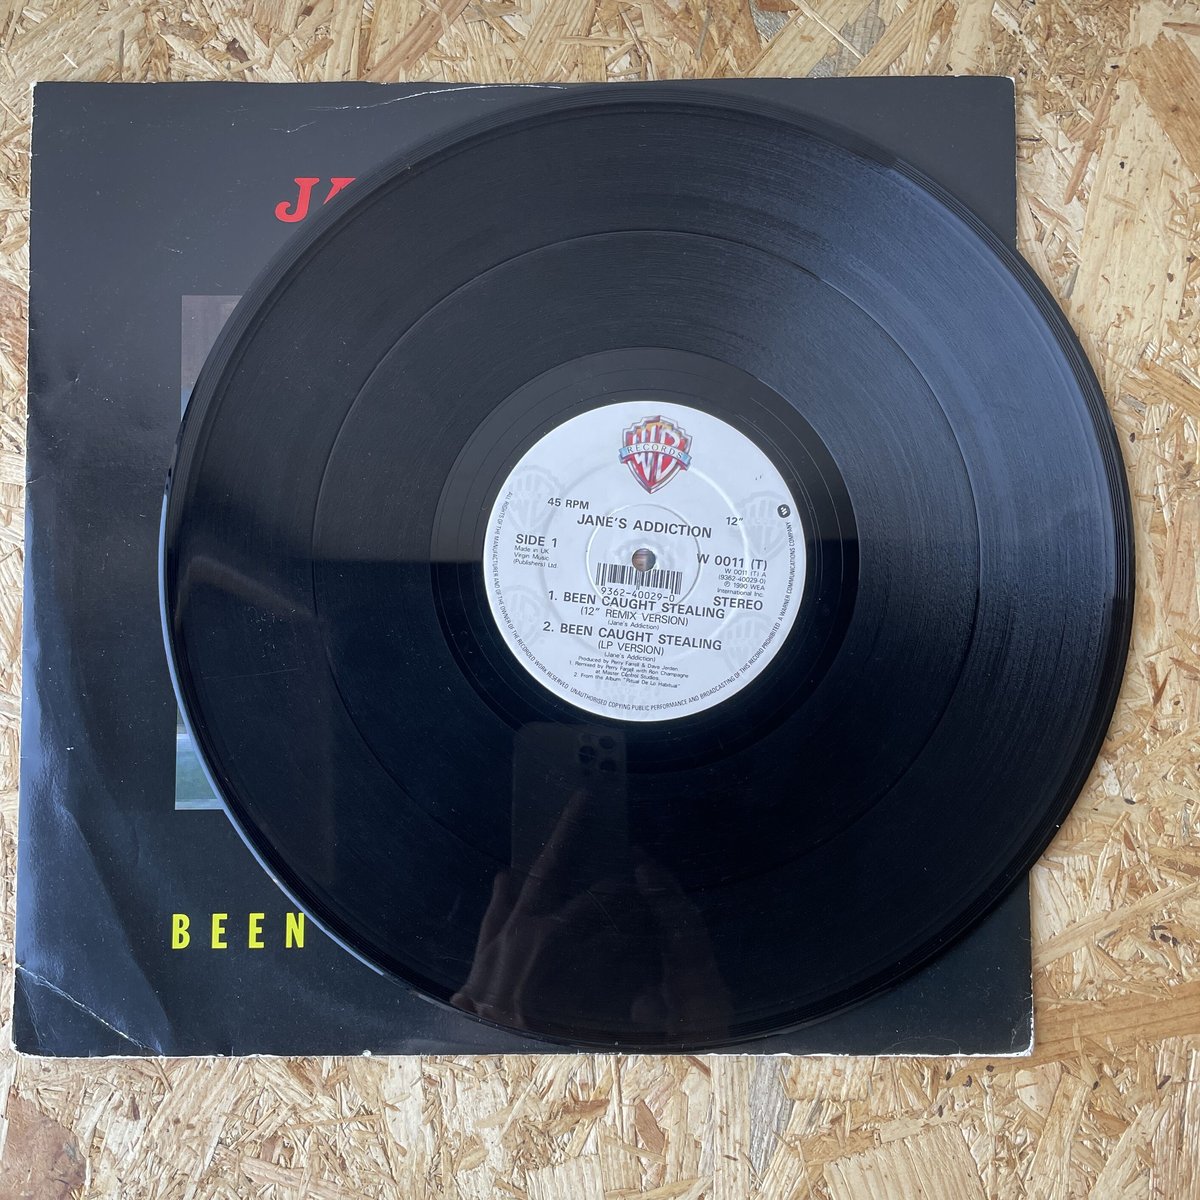 JA
WB
RECORDS
45 RPM
12"
JANE'S ADDICTION
SIDE 1
Made in UK
Virgin Music
(Publishers) Ltd.
W 0011 (T)
W 0011 (T) A
(9362-40029-0)
℗ 1990 WEA
International Inc.
9362-40029-0
STEREO
1. BEEN CAUGHT STEALING
(12" REMIX VERSION)
(Jane's Addiction)
2. BEEN CAUGHT STEALING
(LP VERSION)
(Jane's Addiction)
Produced by Perry Farrell & Dave Jerden.
1. Remixed by Perry Farrell with Ron Champagne
at Master Control Studios.
2. From the Album "Ritual De Lo Habitual"
ALL RIGHTS OF THE MANUFACTURER AND OF THE OWNER OF THE RECORDED WORK RESERVED UNAUTHORISED COPYING PUBLIC PERFORMANCE AND BROADCASTING OF THIS RECORD PROHIBITED A WARNER COMMUNICATIONS COMPANY
BEEN